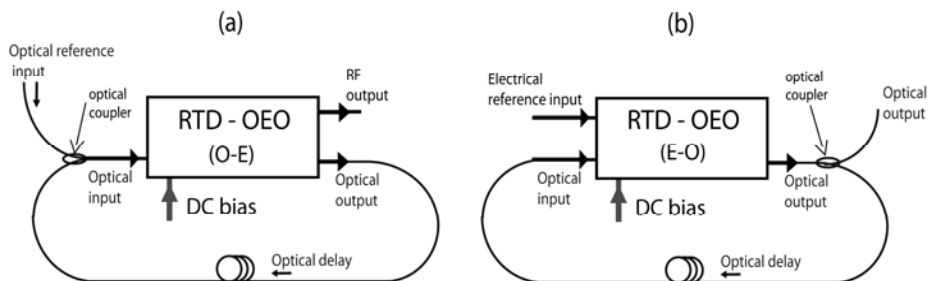 (a)
Optical reference
input
optical
coupler
RTD - OEO
(O-E)
RF
output
Optical
input
DC bias
Optical
output
Optical delay
(b)
Electrical
reference input
RTD - OEO
(E-O)
optical
coupler
Optical
output
Optical
input
DC bias
Optical
output
Optical delay